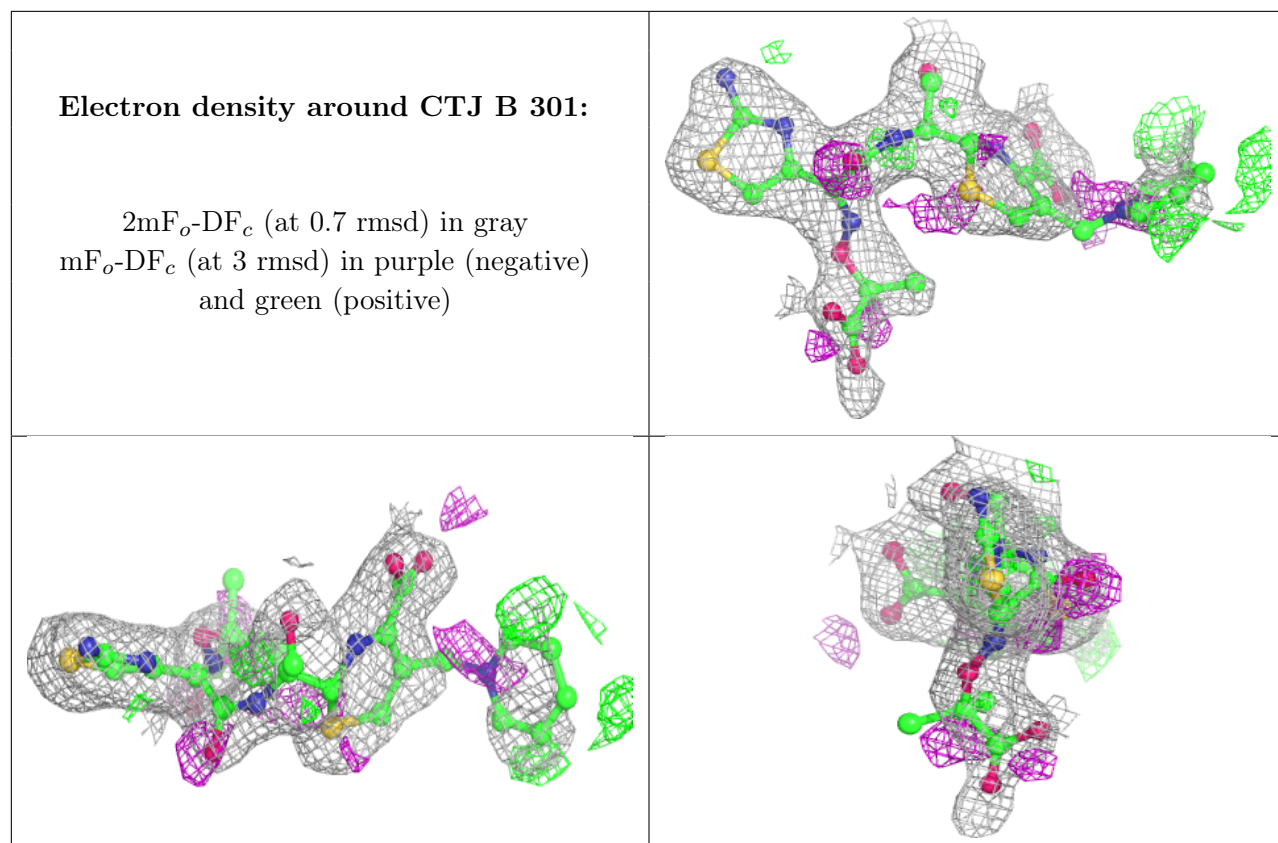 Electron density around CTJ B 301:
2mFₒ-DF𝒸 (at 0.7 rmsd) in gray
mFₒ-DF𝒸 (at 3 rmsd) in purple (negative)
and green (positive)